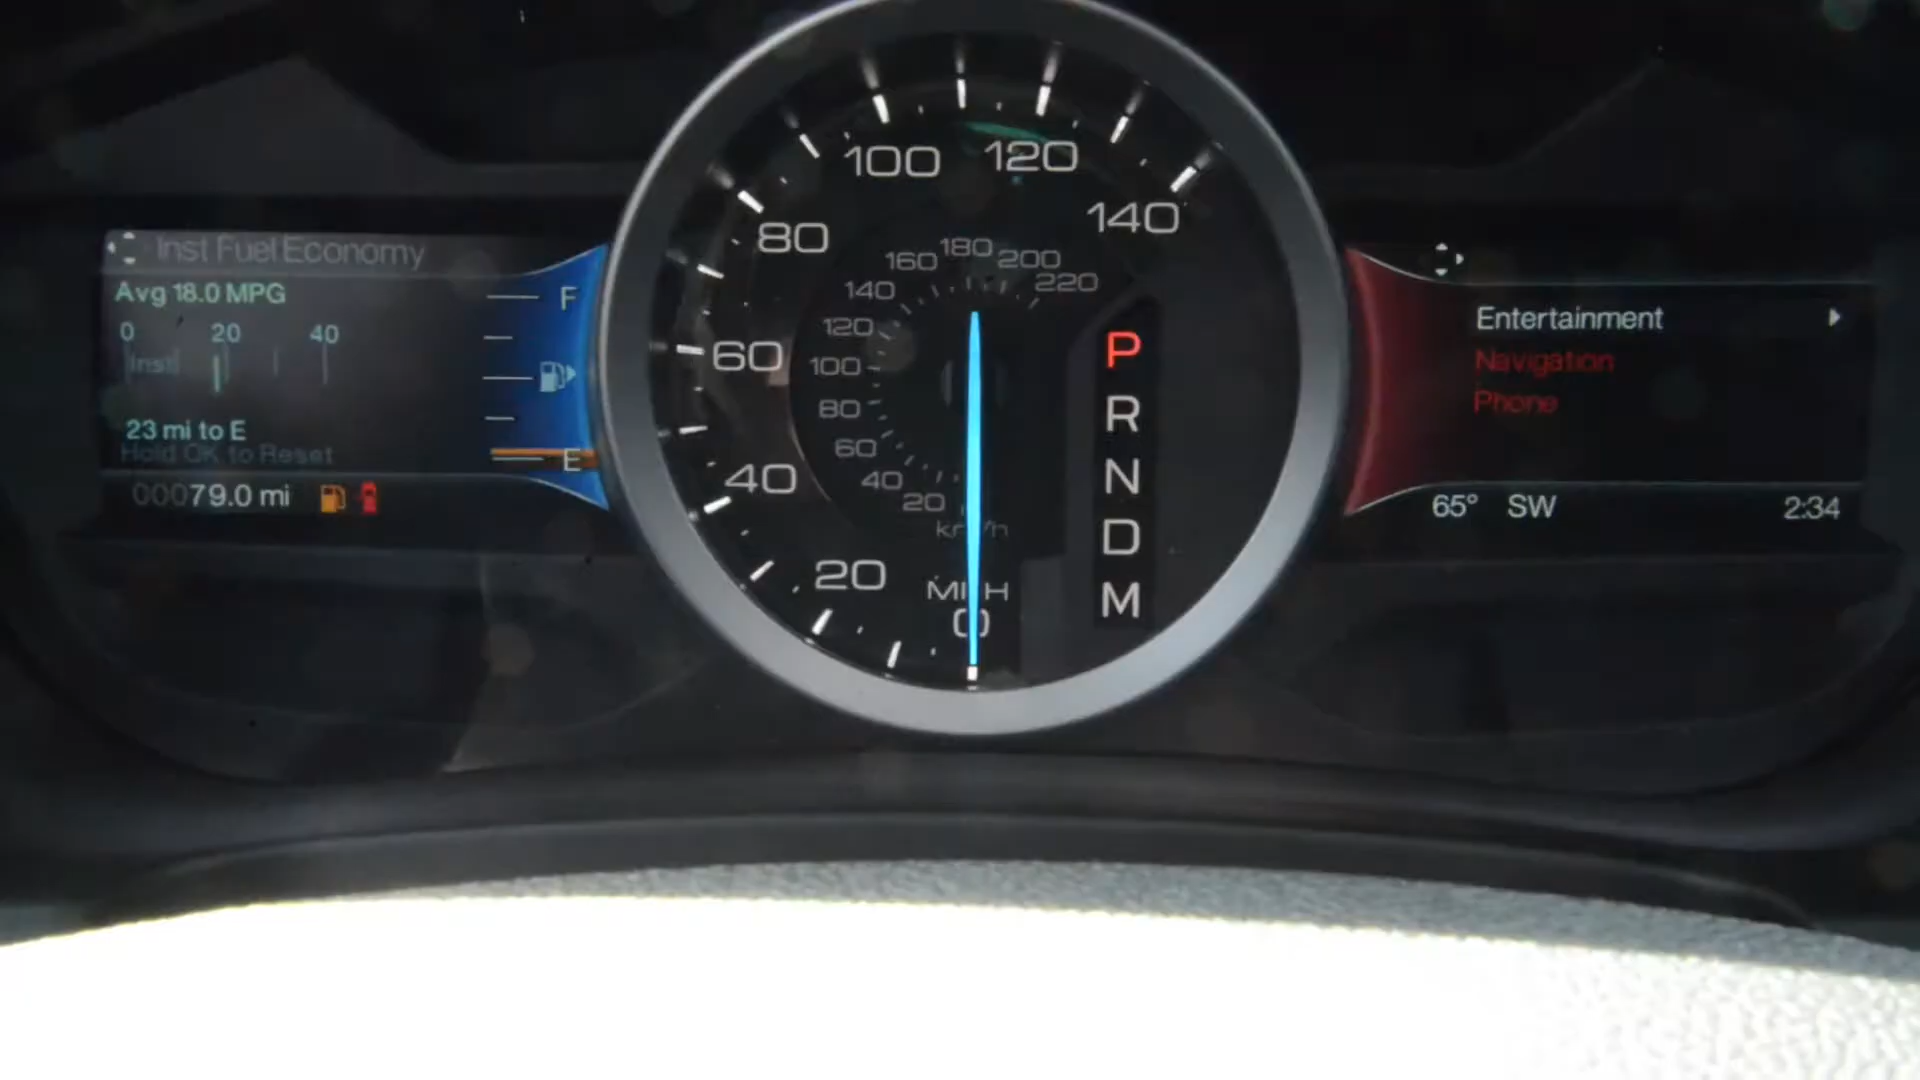 Inst Fuel Economy
Avg 18.0 MPG
0 20 40
Inst
23 mi to E
Hold OK to Reset
00079.0 mi
F
E
0
20
40
60
80
100
120
140
MPH
20
40
60
80
100
120
140
160
180
200
220
km/h
P
R
N
D
M
Entertainment
Navigation
Phone
65° SW 2:34